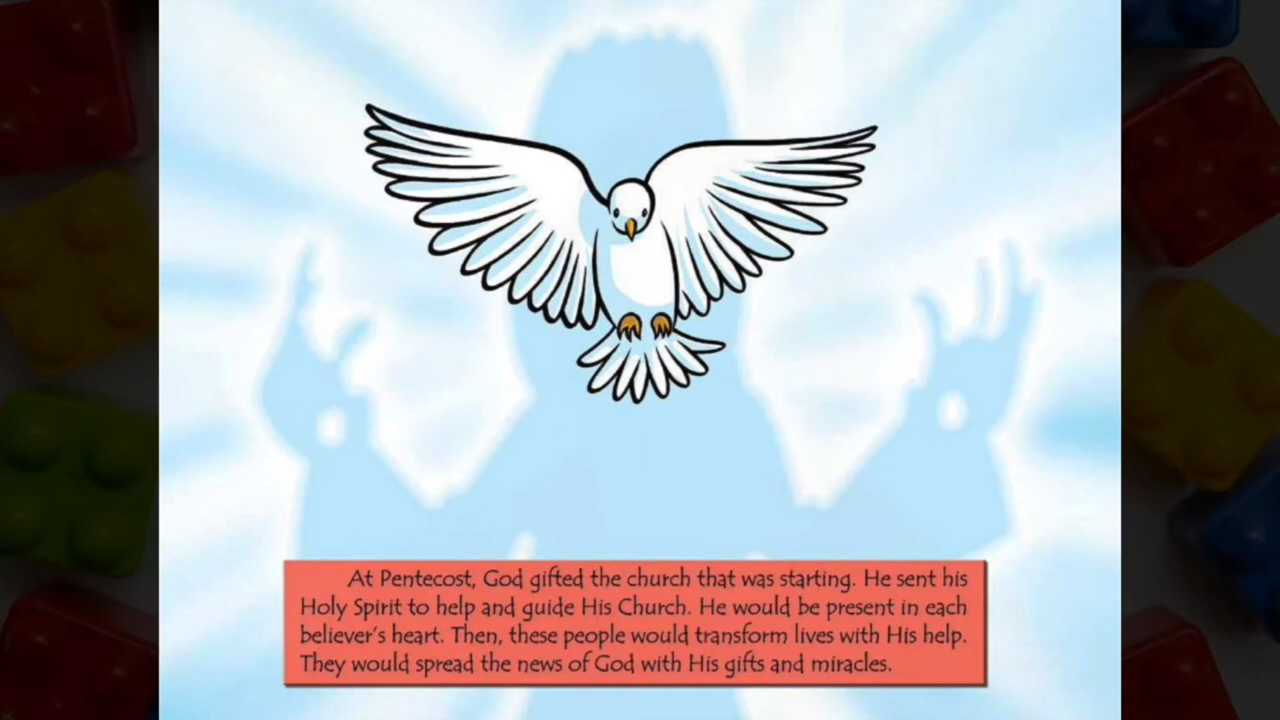 At Pentecost, God gifted the church that was starting. He sent his
Holy Spirit to help and guide His Church. He would be present in each
believer's heart. Then, these people would transform lives with His help.
They would spread the news of God with His gifts and miracles.